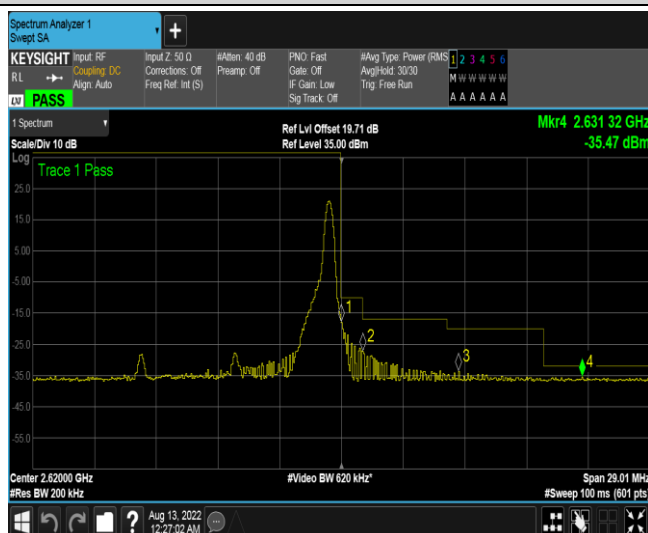 Spectrum Analyzer 1
Swept SA
+
KEYSIGHT Input: RF Input Z: 50 Ω #Atten: 40 dB PNO: Fast #Avg Type: Power (RMS 1 2 3 4 5 6
RL Coupling: DC Corrections: Off Preamp: Off Gate: Off Avg|Hold: 30/30 M W W W W W
Align: Auto Freq Ref: Int (S) IF Gain: Low Trig: Free Run
LXI PASS Sig Track: Off A A A A A A
1 Spectrum Ref Lvl Offset 19.71 dB Mkr4 2.631 32 GHz
Scale/Div 10 dB Ref Level 35.00 dBm -35.47 dBm
Log
Trace 1 Pass
25.0
15.0
5.00
-5.00
-15.0
1
2
-25.0
3
4
-35.0
-45.0
-55.0
Center 2.62000 GHz #Video BW 620 kHz* Span 29.01 MHz
#Res BW 200 kHz #Sweep 100 ms (601 pts)
? Aug 13, 2022
12:27:02 AM